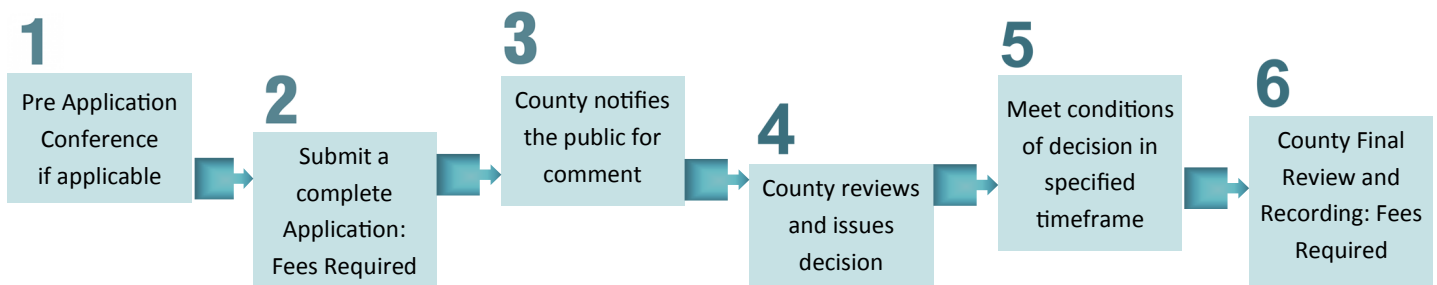 1
Pre Application
Conference
if applicable
2
Submit a
complete
Application:
Fees Required
3
County notifies
the public for
comment
4
County reviews
and issues
decision
5
Meet conditions
of decision in
specified
timeframe
6
County Final
Review and
Recording: Fees
Required